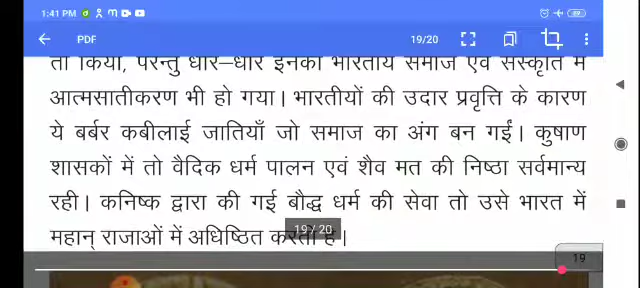 1:41 PM
PDF 19/20
तो किया, परन्तु धीरे–धीरे इनका भारतीय समाज एवं संस्कृति में
आत्मसातीकरण भी हो गया। भारतीयों की उदार प्रवृत्ति के कारण
ये बर्बर कबीलाई जातियाँ जो समाज का अंग बन गईं। कुषाण
शासकों में तो वैदिक धर्म पालन एवं शैव मत की निष्ठा सर्वमान्य
रही। कनिष्क द्वारा की गई बौद्ध धर्म की सेवा तो उसे भारत में
महान् राजाओं में अधिष्ठित करती है।
19 / 20
19